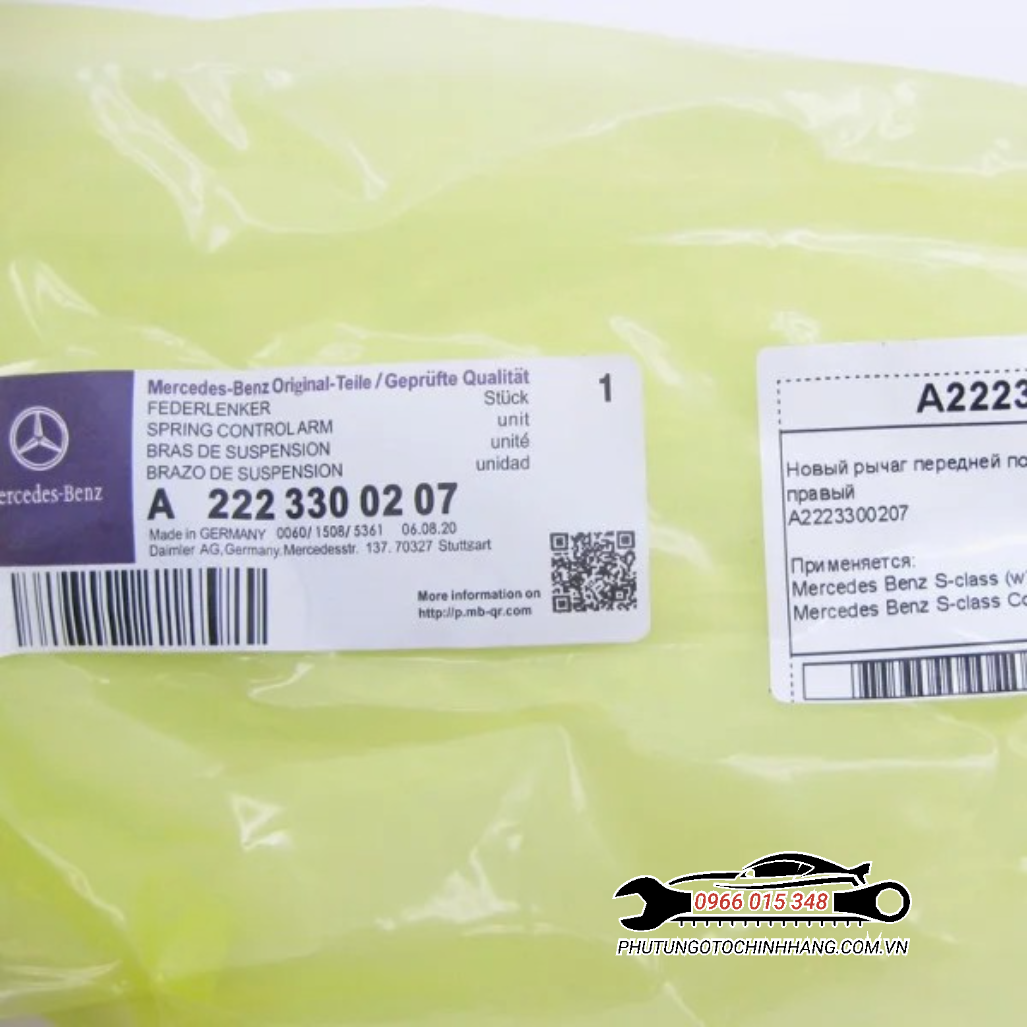 Mercedes-Benz Original-Teile / Geprüfte Qualität
FEDERLENKER
SPRING CONTROL ARM
BRAS DE SUSPENSION
BRAZO DE SUSPENSION
Stück
unit
unité
unidad
1
A 222 330 02 07
Made in GERMANY 0060/1508/5361 06.08.20
Daimler AG,Germany.Mercedesstr. 137. 70327 Stuttgart
More information on
http://p.mb-qr.com
ercedes-Benz
A2223
Новый рычаг передней по
правый
A2223300207
Применяется:
Mercedes Benz S-class (w
Mercedes Benz S-class Co
0966 015 348
PHUTUNGOTOCHINHHANG.COM.VN